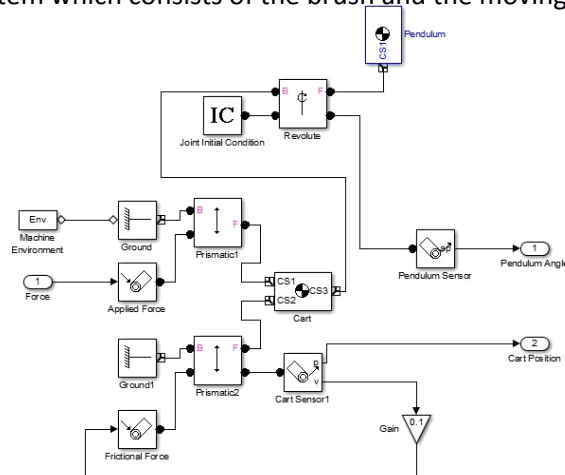 tem which consists of the brush and the moving
CS1
Pendulum
B
F
IC
Joint Initial Condition
Revolute
Env
Machine
Environment
Ground
B
F
Prismatic1
1
Force
Applied Force
CS1
CS2
CS3
Cart
ap
Pendulum Sensor
1
Pendulum Angle
Ground1
B
F
Prismatic2
p
v
Cart Sensor1
2
Cart Position
Gain
0.1
Frictional Force